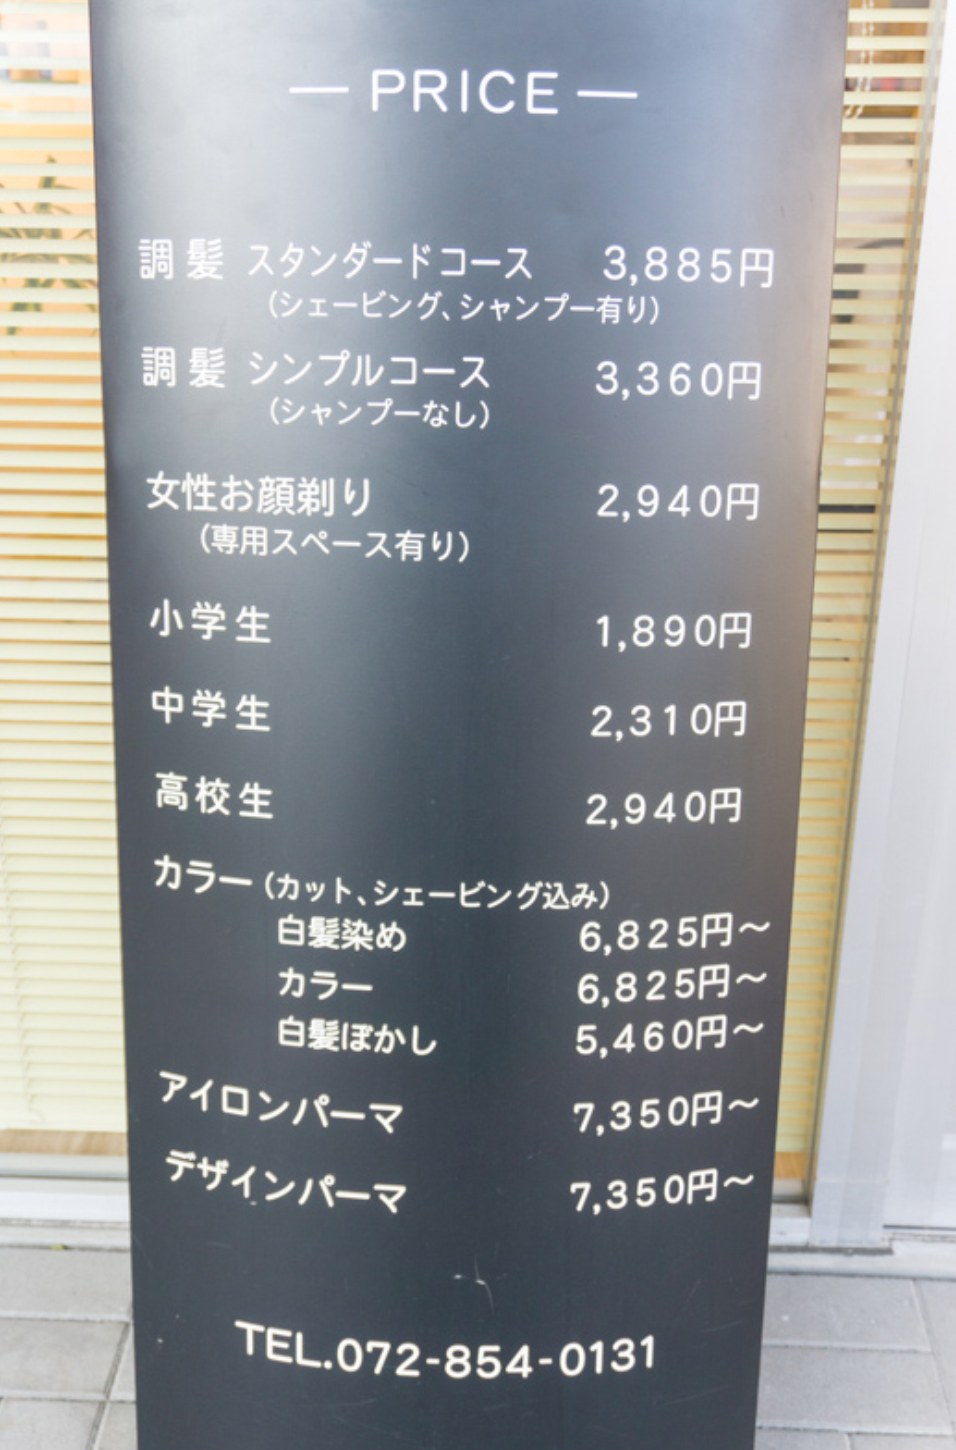 — PRICE —
調髪 スタンダードコース 3,885円
(シェービング、シャンプー有り)
調髪 シンプルコース 3,360円
(シャンプーなし)
女性お顔剃り 2,940円
(専用スペース有り)
小学生 1,890円
中学生 2,310円
高校生 2,940円
カラー(カット、シェービング込み)
白髪染め 6,825円〜
カラー 6,825円〜
白髪ぼかし 5,460円〜
アイロンパーマ 7,350円〜
デザインパーマ 7,350円〜
TEL.072-854-0131